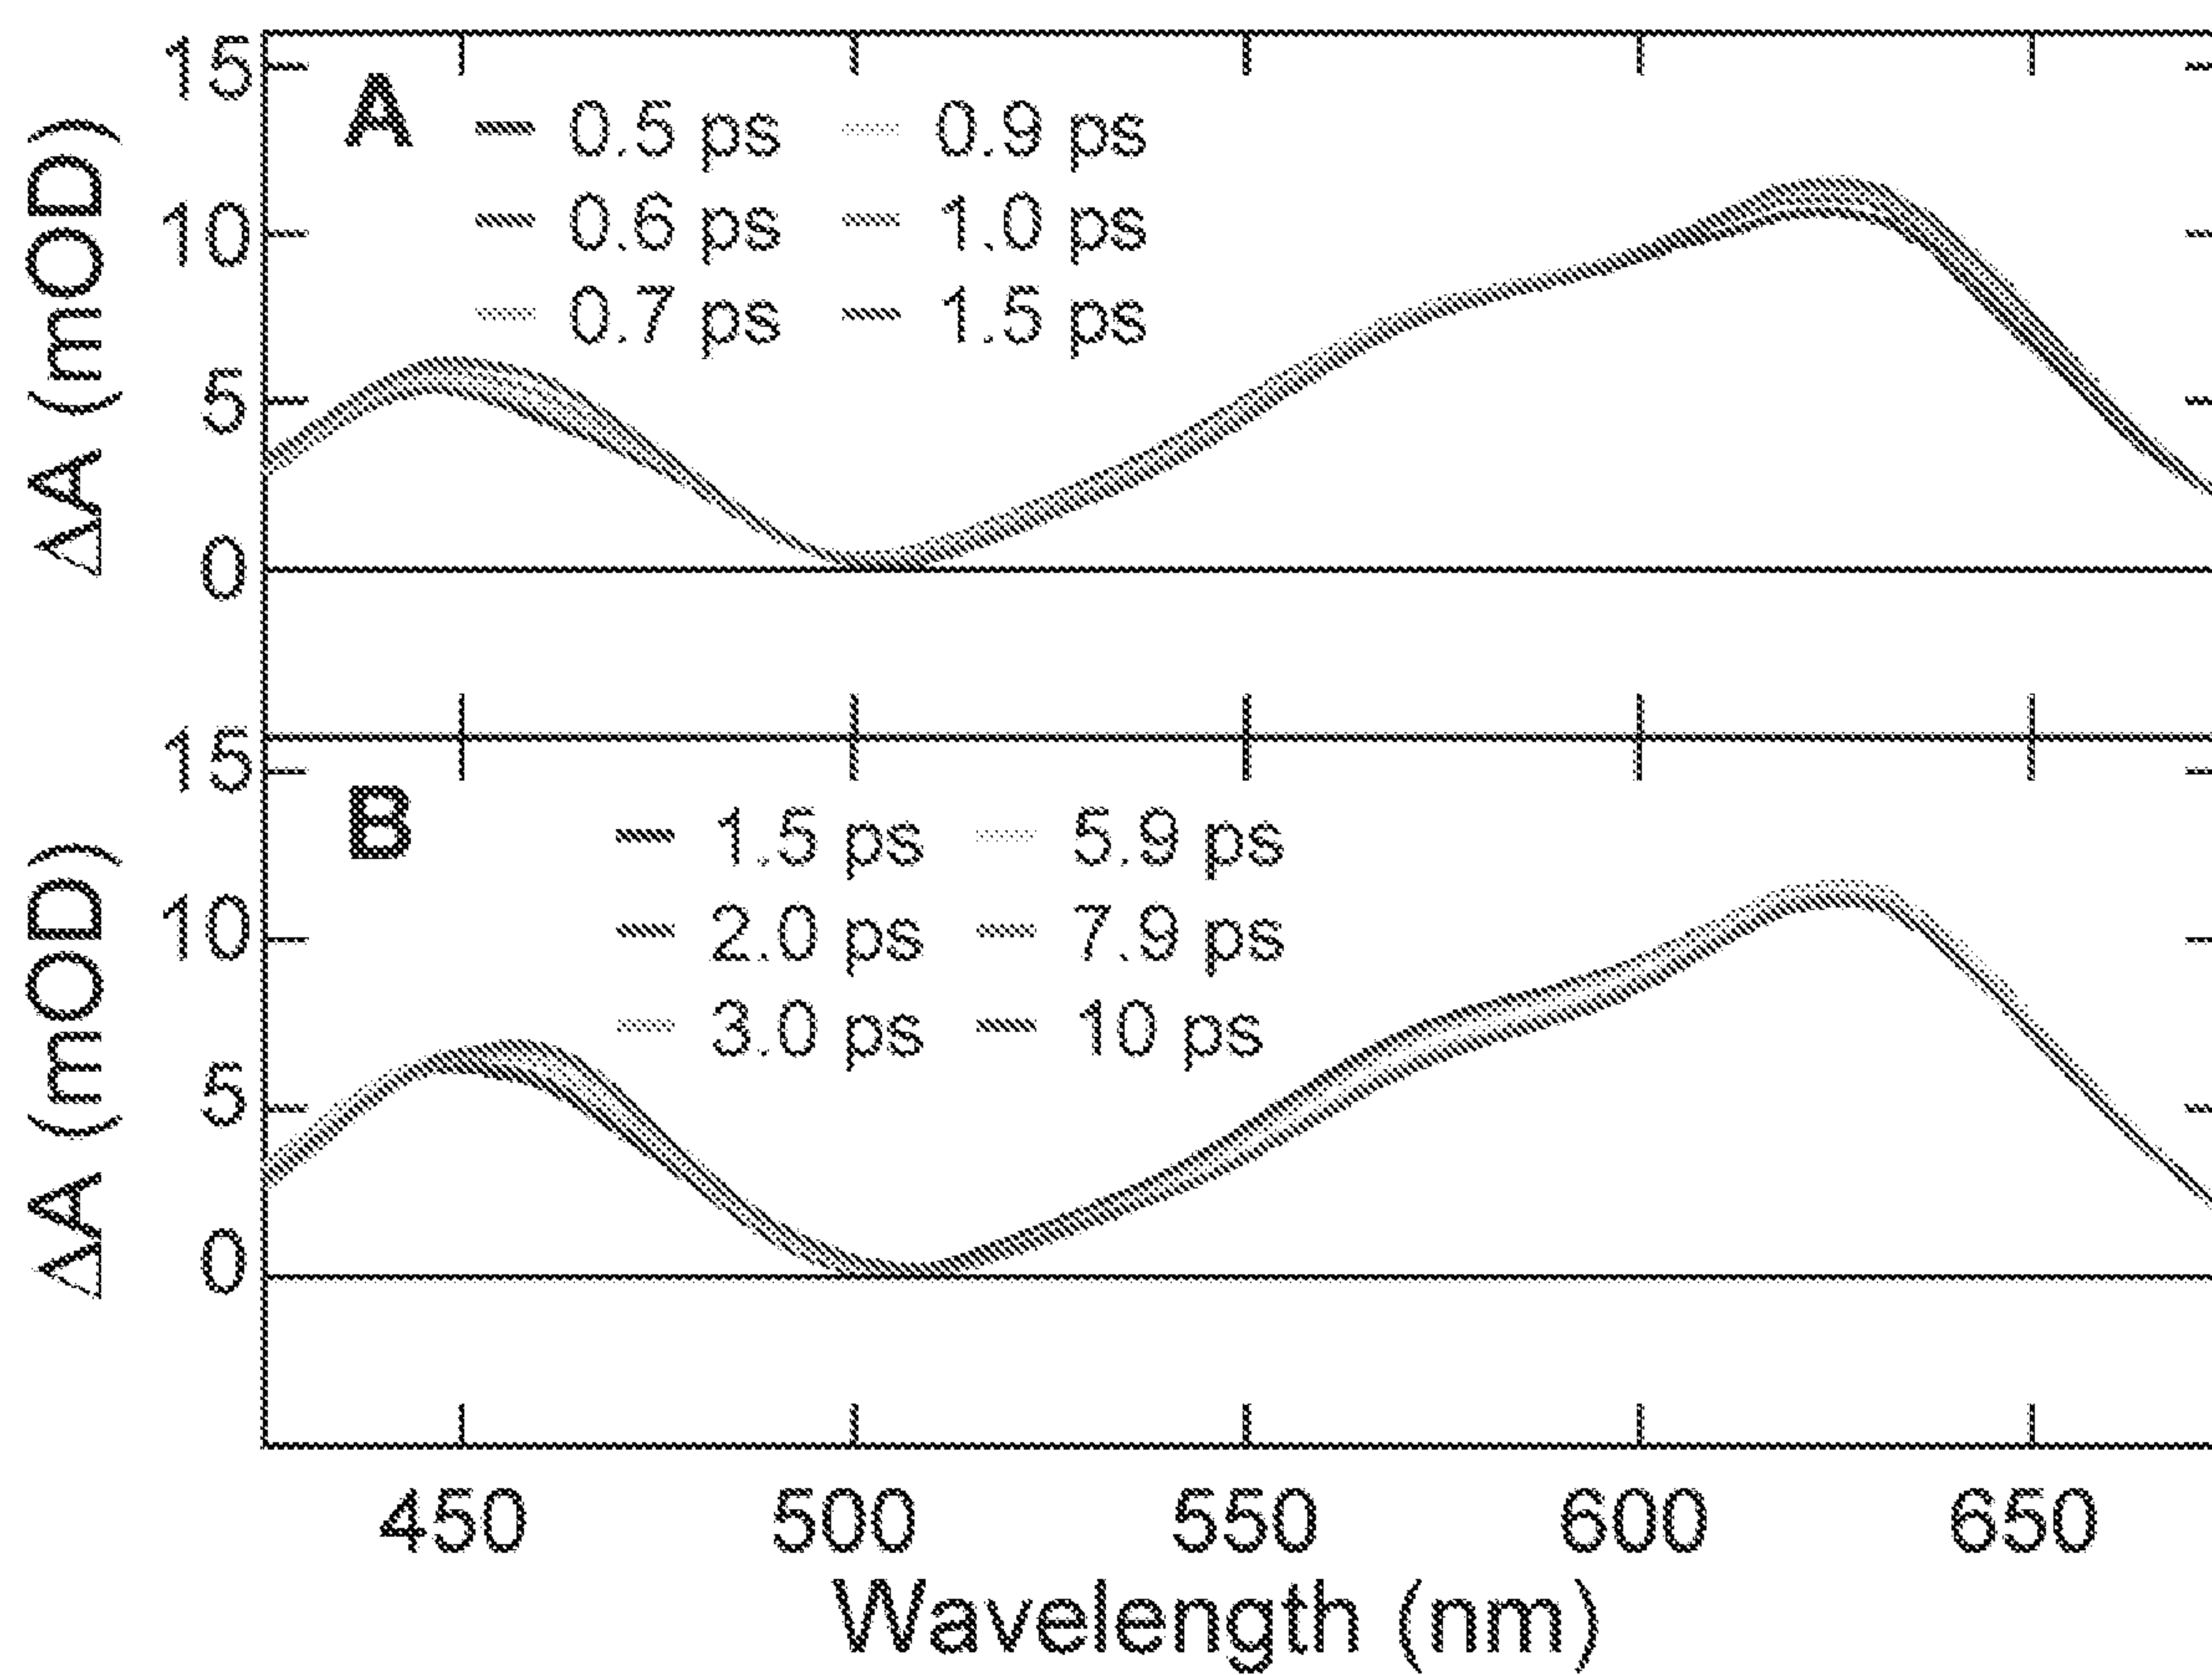 15
10
5
0
ΔA (mOD)
A
0.5 ps 0.9 ps
0.6 ps 1.0 ps
0.7 ps 1.5 ps
15
10
5
0
ΔA (mOD)
B
1.5 ps 5.9 ps
2.0 ps 7.9 ps
3.0 ps 10 ps
450 500 550 600 650
Wavelength (nm)